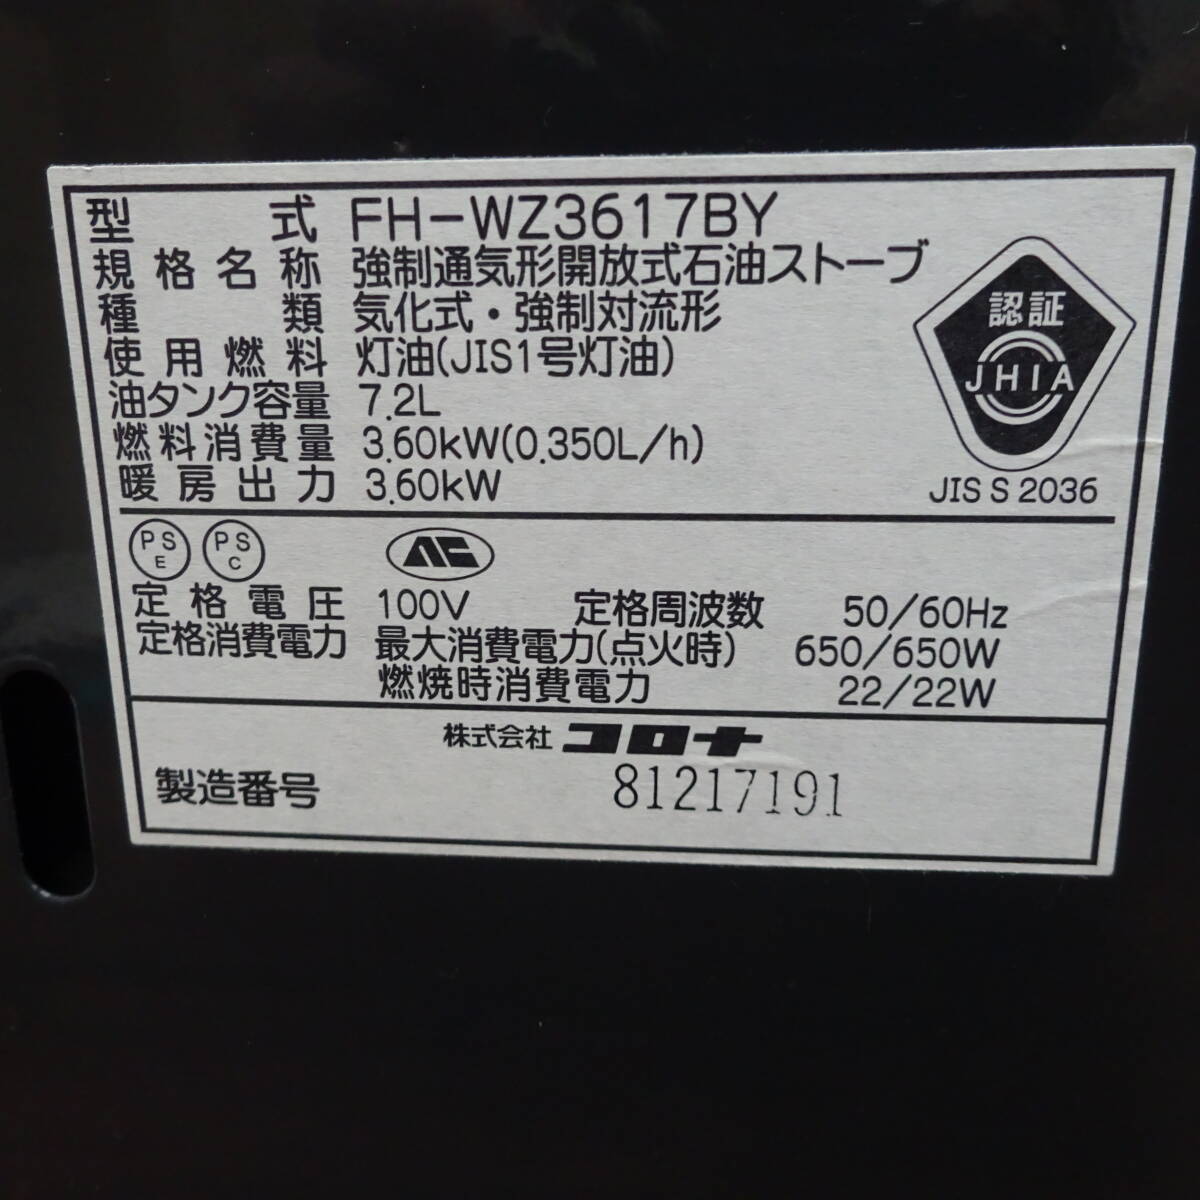 型式 FH-WZ3617BY
規格名称 強制通気形開放式石油ストーブ
種類 気化式・強制対流形
使用燃料 灯油(JIS1号灯油)
油タンク容量 7.2L
燃料消費量 3.60kW(0.350L/h)
暖房出力 3.60kW
認証
JHIA
JIS S 2036
PS E PS C
定格電圧 100V 定格周波数 50/60Hz
定格消費電力 最大消費電力(点火時) 650/650W
燃焼時消費電力 22/22W
株式会社 コロナ
製造番号 81217191